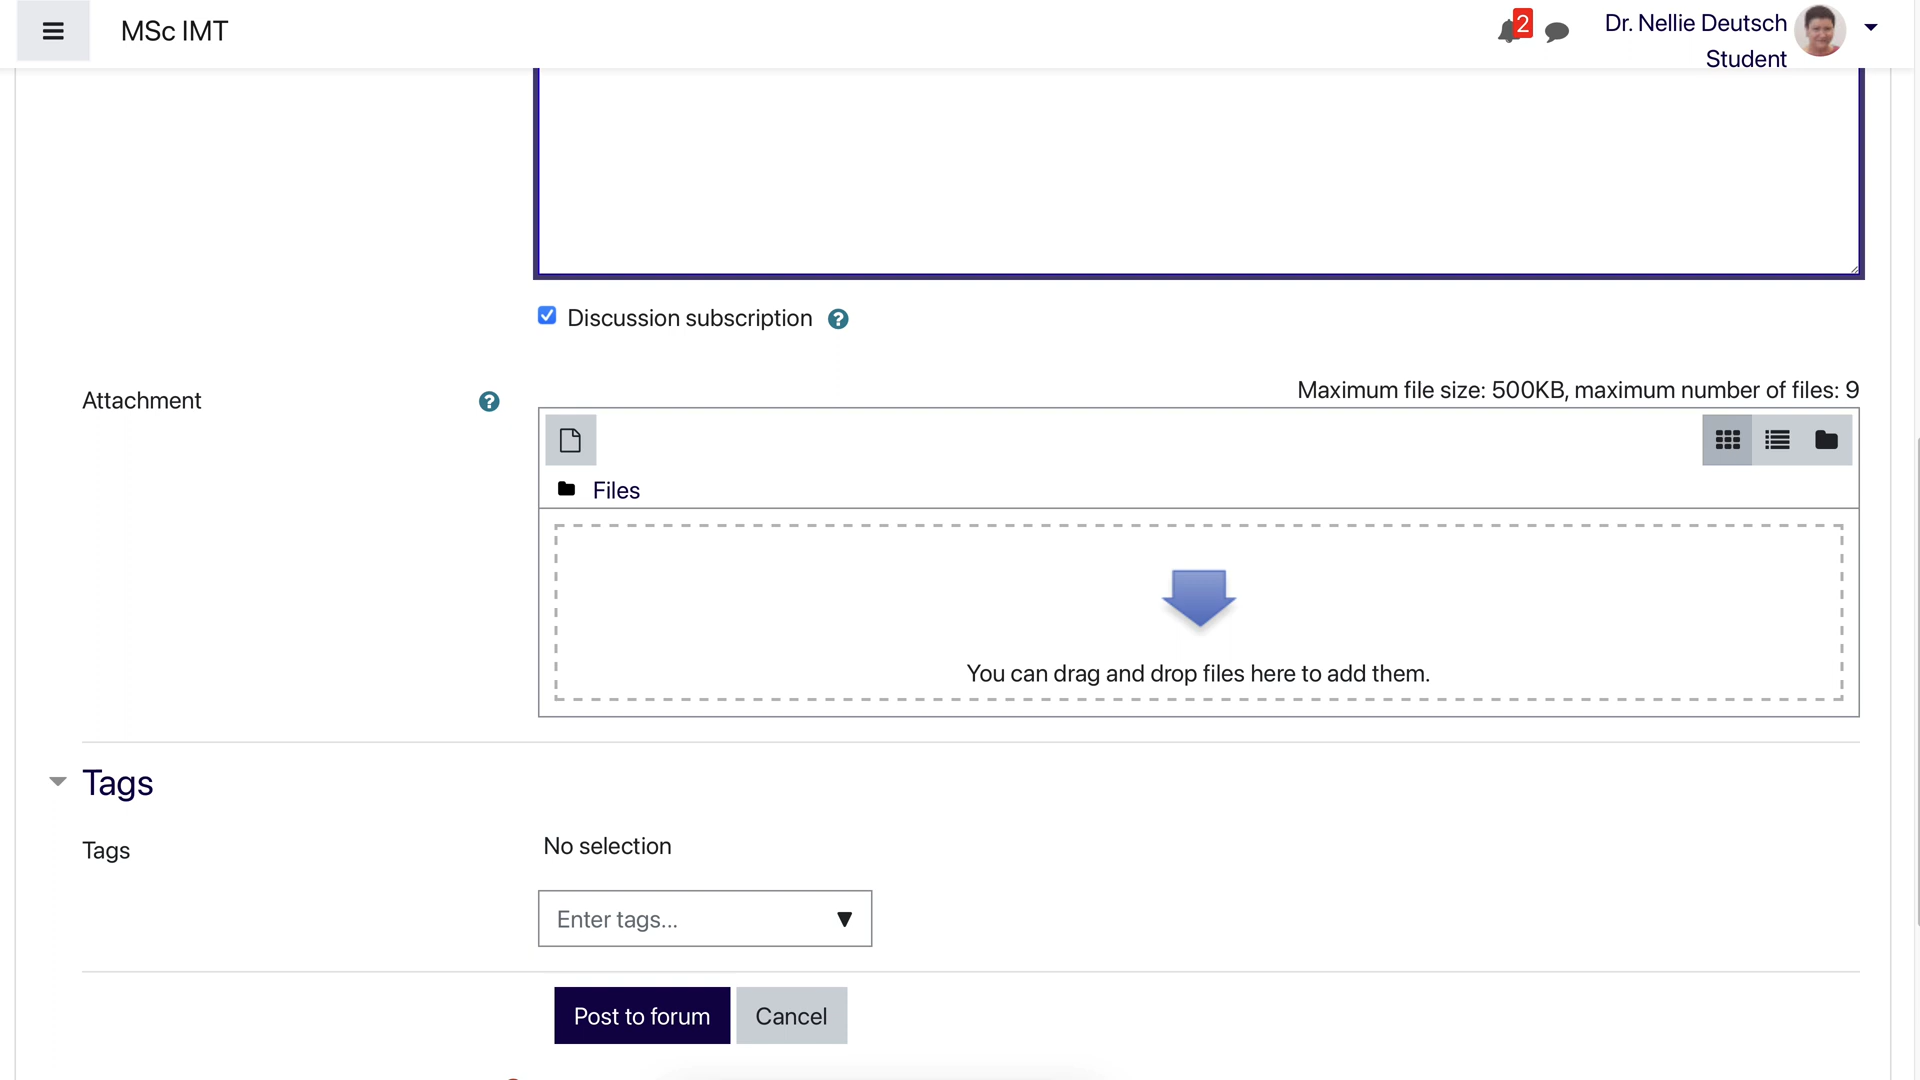 MSc IMT
2
Dr. Nellie Deutsch
Student
Discussion subscription
Attachment
Maximum file size: 500KB, maximum number of files: 9
Files
You can drag and drop files here to add them.
Tags
Tags
No selection
Enter tags...
Post to forum
Cancel